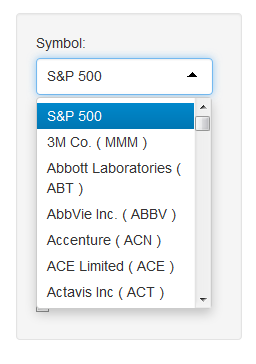 Symbol:
S&P 500
S&P 500
3M Co. ( MMM )
Abbott Laboratories (
ABT )
AbbVie Inc. ( ABBV )
Accenture ( ACN )
ACE Limited ( ACE )
Actavis Inc ( ACT )